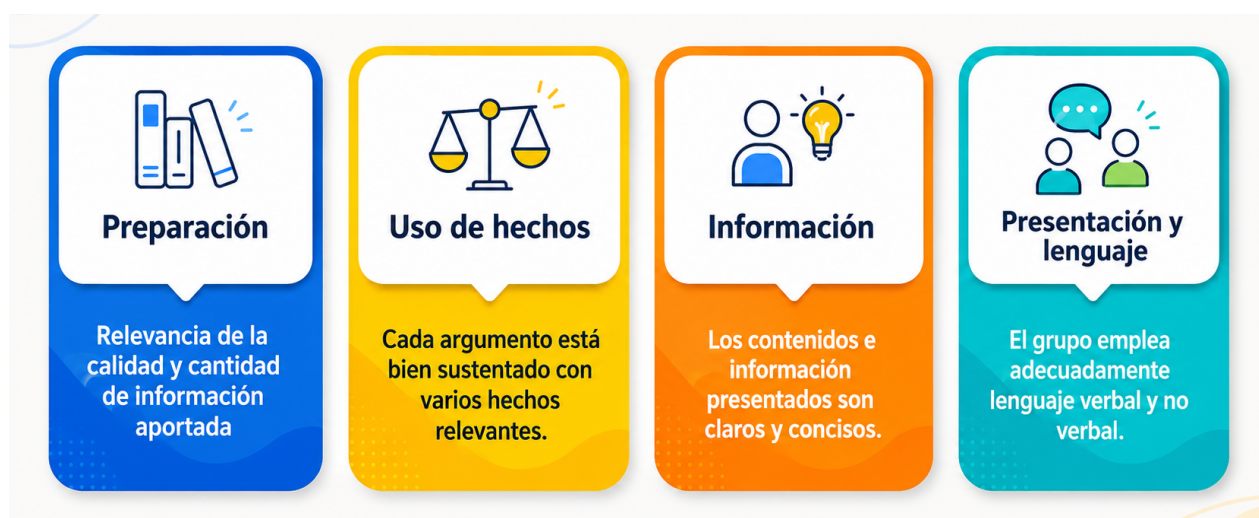 Preparación
Relevancia de la
calidad y cantidad
de información
aportada
Uso de hechos
Cada argumento está
bien sustentado con
varios hechos
relevantes.
Información
Los contenidos e
información
presentados son
claros y concisos.
Presentación y
lenguaje
El grupo emplea
adecuadamente
lenguaje verbal y no
verbal.